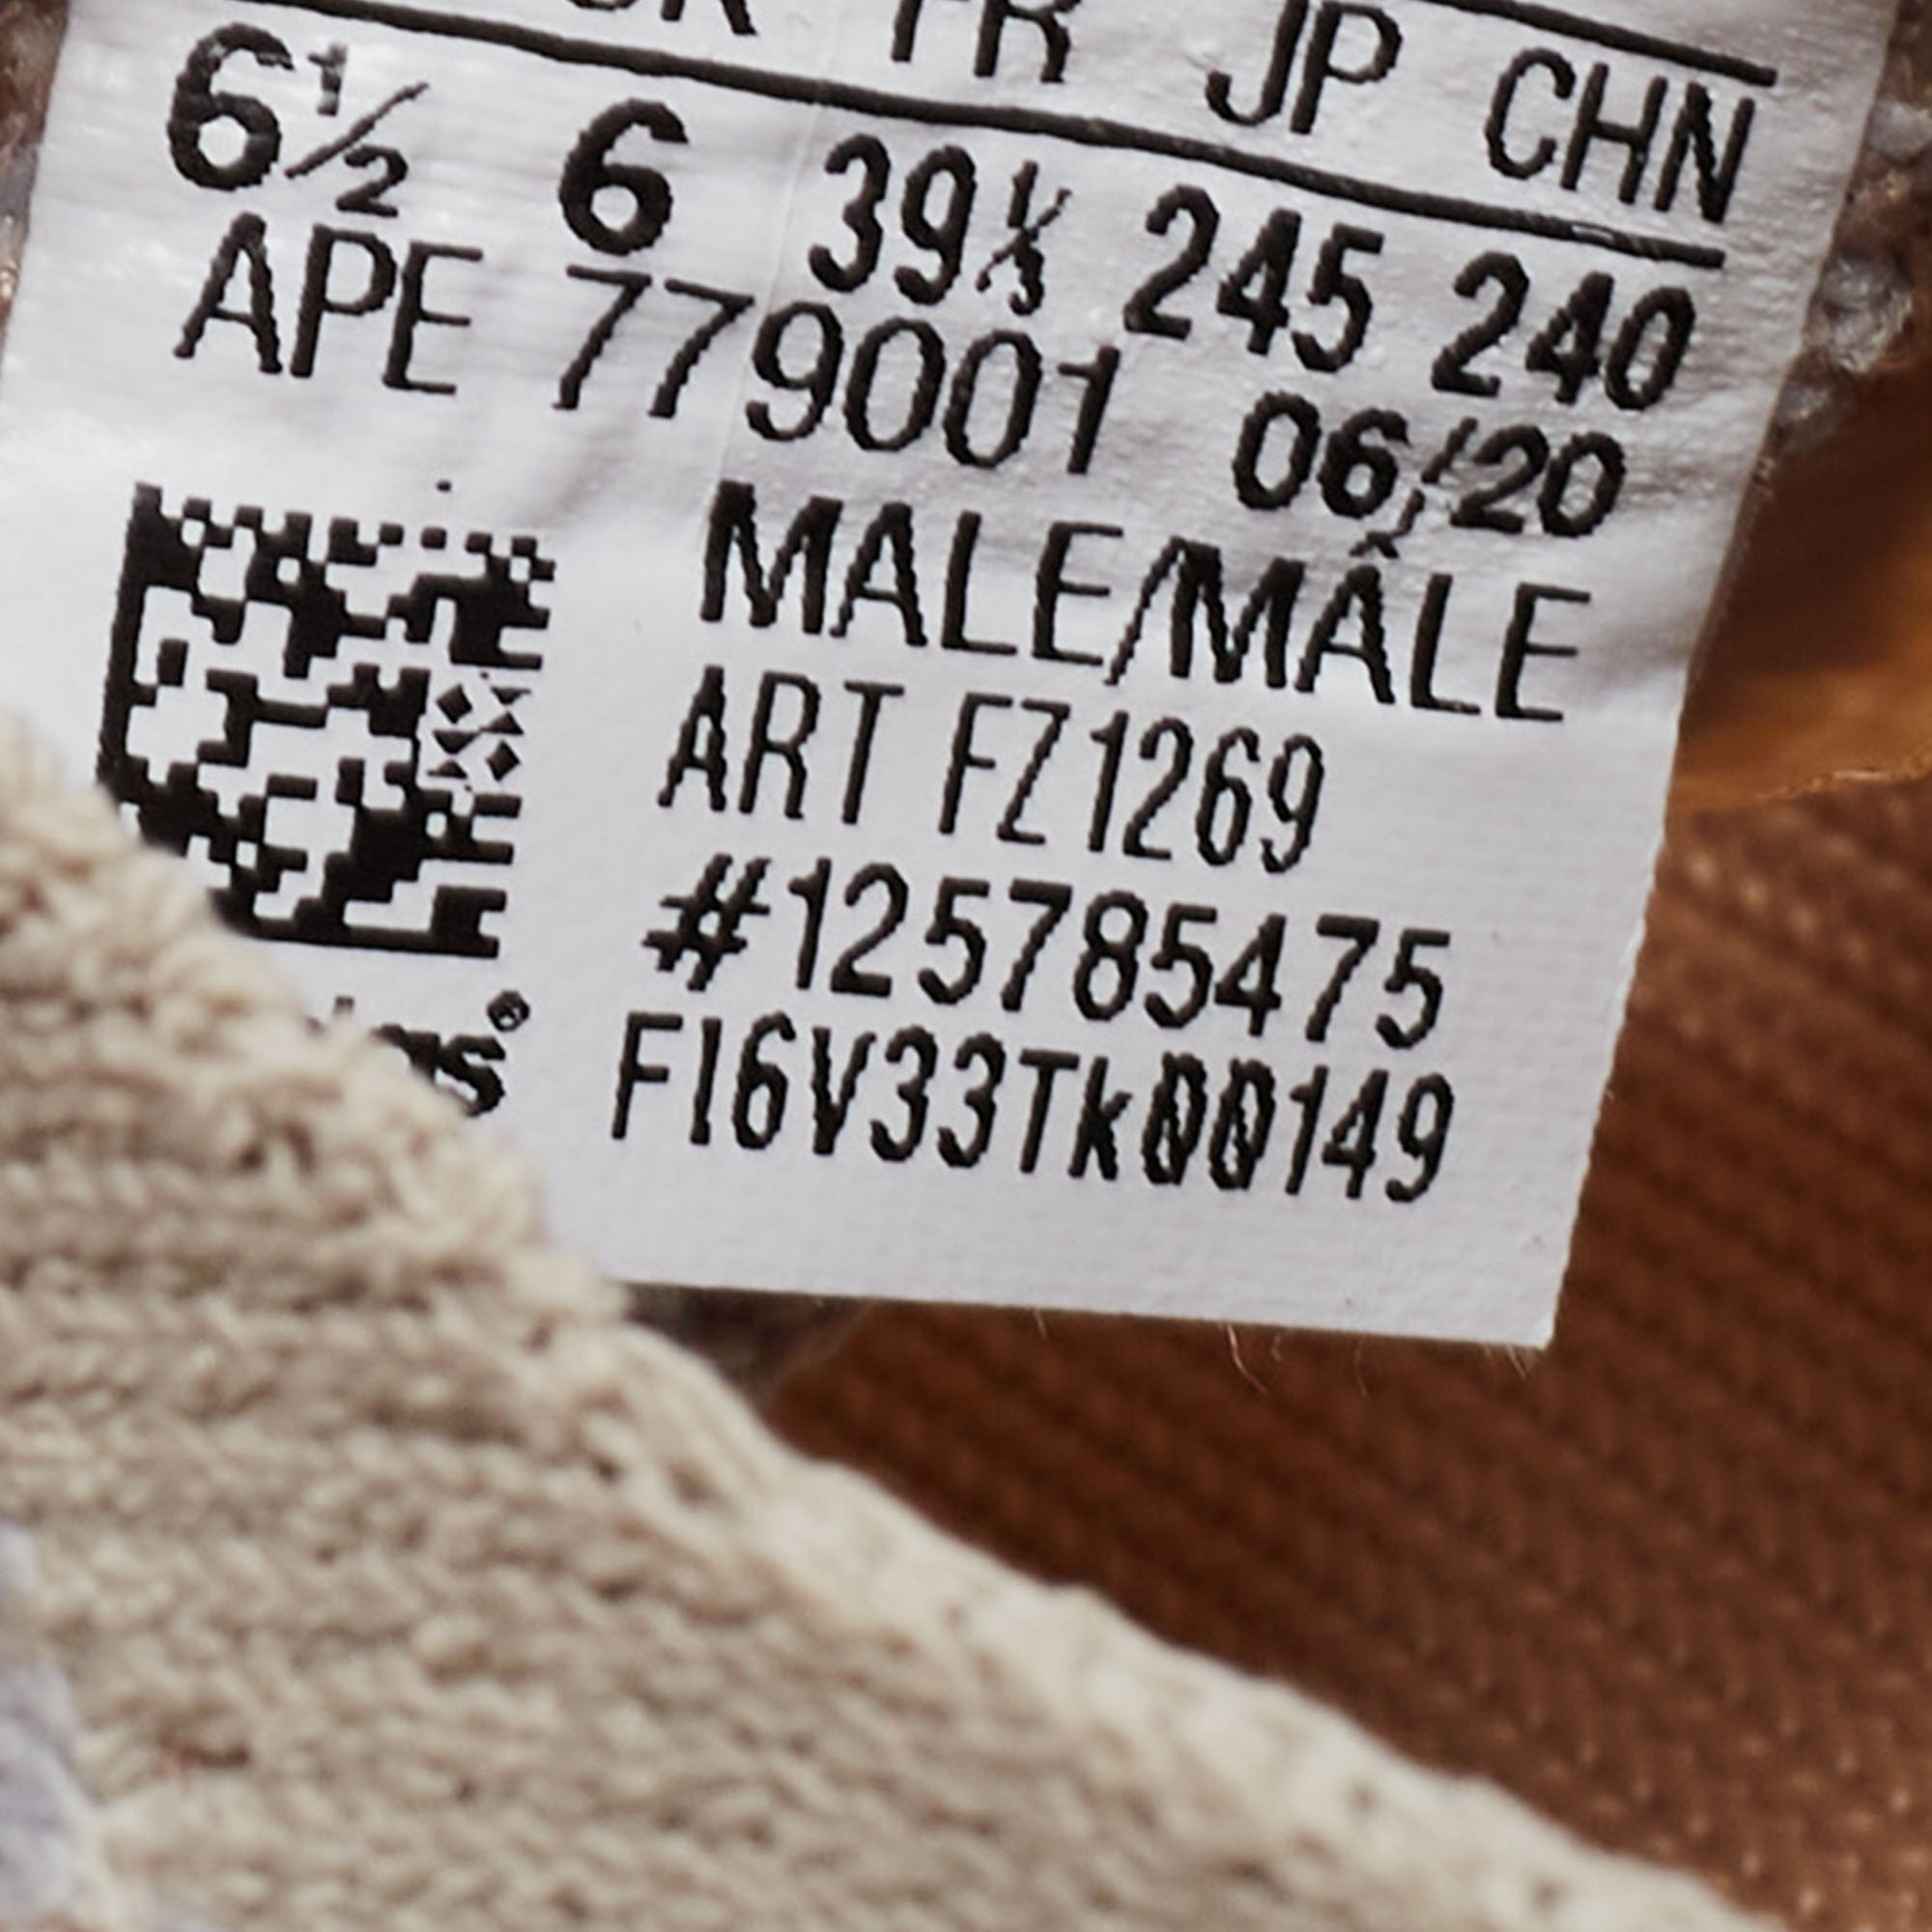 FR JP CHN
6½ 6 39⅓ 245 240
APE 779001 06/20
MALE/MÂLE
ART FZ1269
#125785475
FI6V33Tk00149